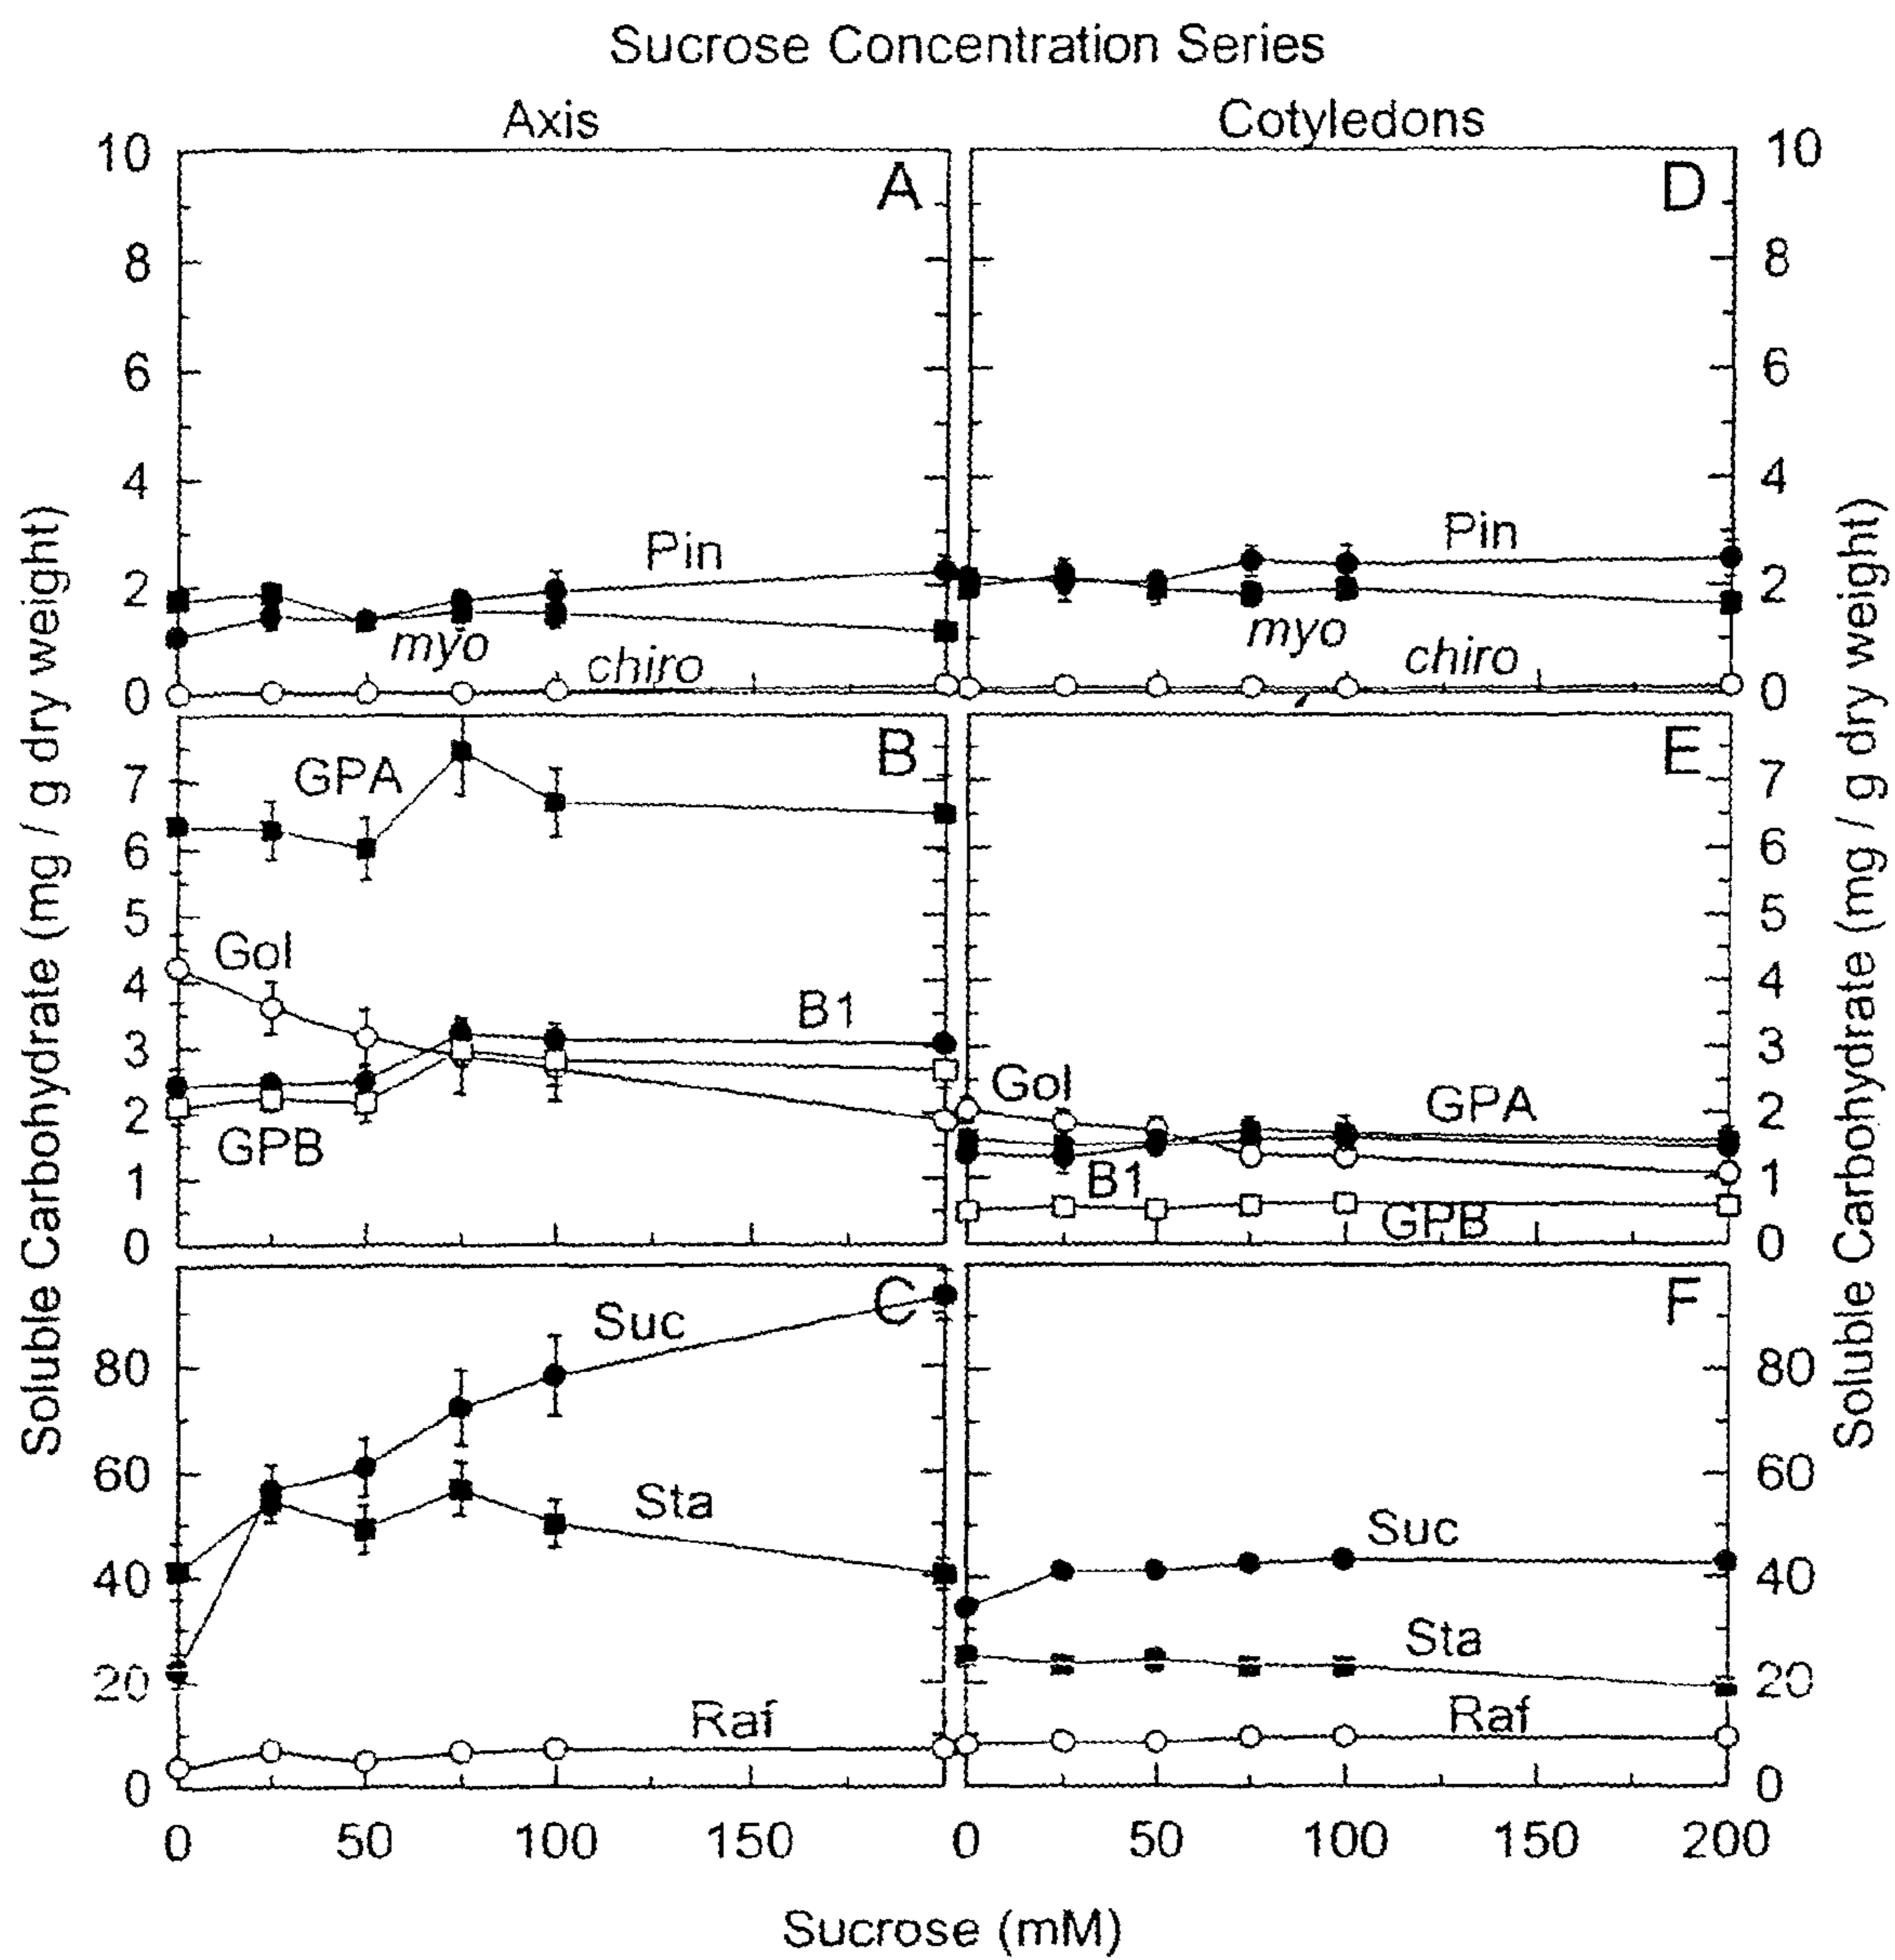 Sucrose Concentration Series
Axis
Cotyledons
10
8
6
4
2
0
A
Pin
myo
chiro
D
Pin
myo
chiro
10
8
6
4
2
0
7
6
5
4
3
2
1
0
B
GPA
Gol
B1
GPB
E
Gol
GPA
B1
GPB
7
6
5
4
3
2
1
0
80
60
40
20
0
C
Suc
Sta
Raf
F
Suc
Sta
Raf
80
60
40
20
0
0 50 100 150 0 50 100 150 200
Sucrose (mM)
Soluble Carbohydrate (mg / g dry weight)
Soluble Carbohydrate (mg / g dry weight)